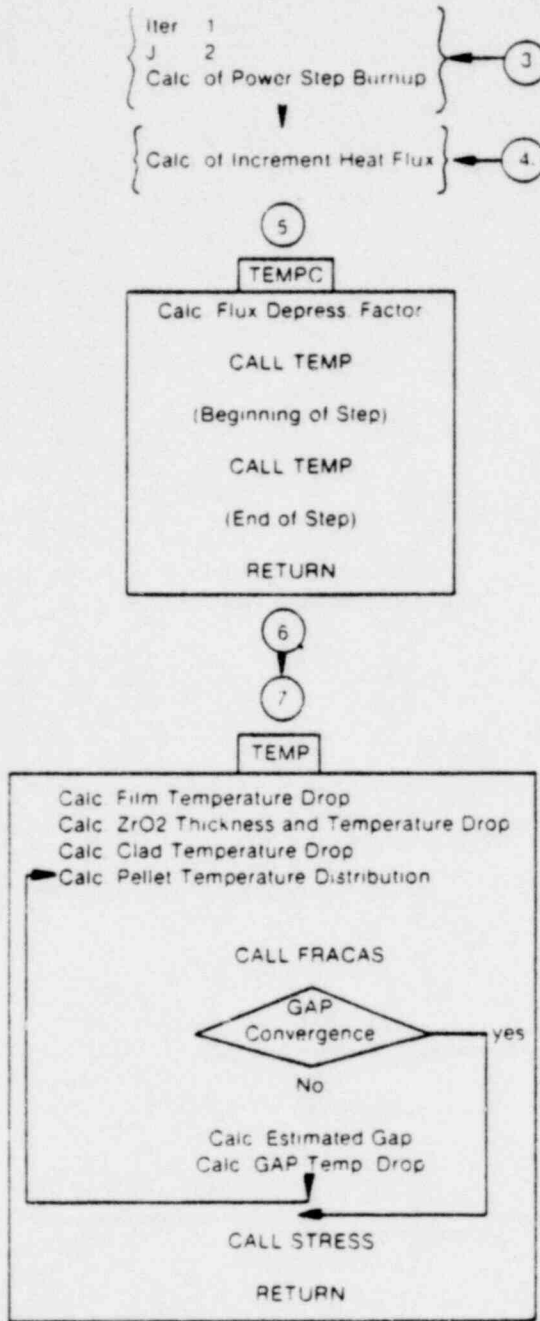 Iter 1
J 2
Calc of Power Step Burnup
3
Calc of Increment Heat Flux
4.
5
TEMPC
Calc Flux Depress. Factor
CALL TEMP
(Beginning of Step)
CALL TEMP
(End of Step)
RETURN
6
7
TEMP
Calc Film Temperature Drop
Calc ZrO2 Thickness and Temperature Drop
Calc Clad Temperature Drop
Calc Pellet Temperature Distribution
CALL FRACAS
GAP
Convergence
yes
No
Calc Estimated Gap
Calc GAP Temp Drop
CALL STRESS
RETURN